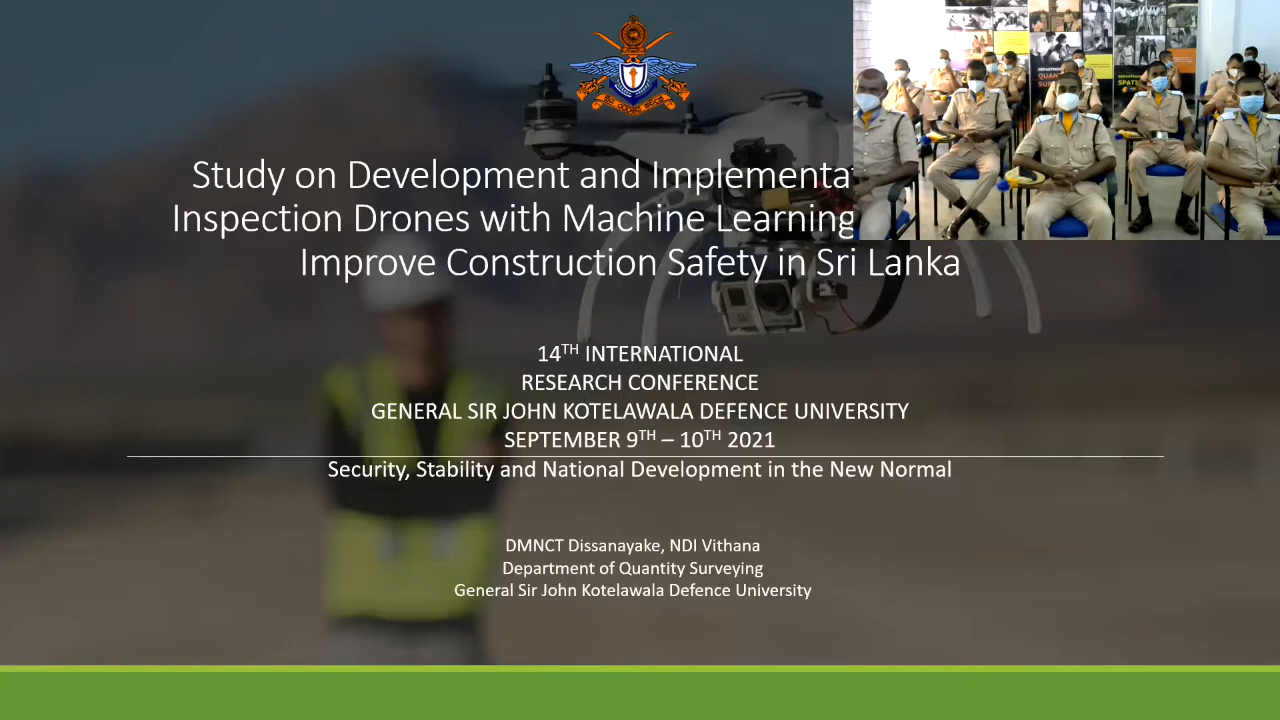 Study on Development and Implementa
Inspection Drones with Machine Learning
Improve Construction Safety in Sri Lanka
14TH INTERNATIONAL
RESEARCH CONFERENCE
GENERAL SIR JOHN KOTELAWALA DEFENCE UNIVERSITY
SEPTEMBER 9TH – 10TH 2021
Security, Stability and National Development in the New Normal
DMNCT Dissanayake, NDI Vithana
Department of Quantity Surveying
General Sir John Kotelawala Defence University